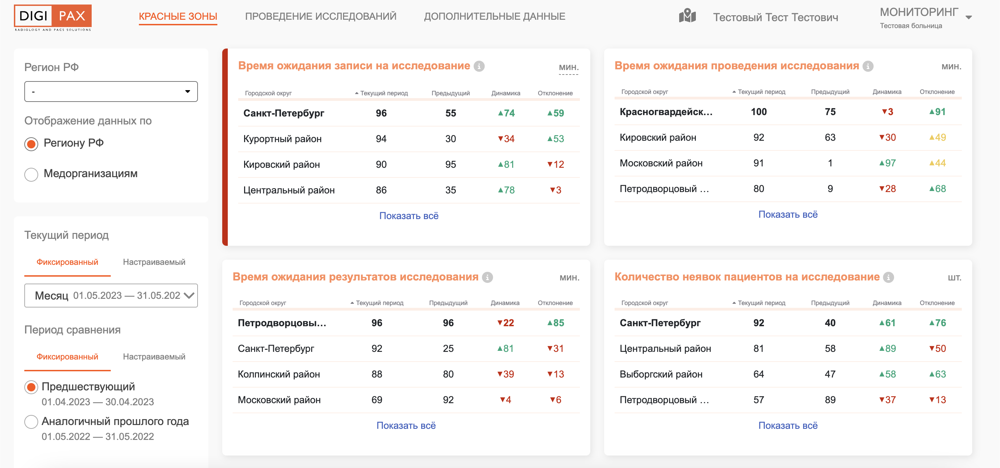 DIGI PAX
RADIOLOGY AND PACS SOLUTIONS
КРАСНЫЕ ЗОНЫ
ПРОВЕДЕНИЕ ИССЛЕДОВАНИЙ
ДОПОЛНИТЕЛЬНЫЕ ДАННЫЕ
Тестовый Тест Тестович
МОНИТОРИНГ
Тестовая больница
Регион РФ
-
Отображение данных по
Региону РФ
Медорганизациям
Текущий период
Фиксированный Настраиваемый
Месяц 01.05.2023 — 31.05.202
Период сравнения
Фиксированный Настраиваемый
Предшествующий
01.04.2023 — 30.04.2023
Аналогичный прошлого года
01.05.2022 — 31.05.2022
Время ожидания записи на исследование i мин.
Городской округ ▲ Текущий период Предыдущий Динамика Отклонение
Санкт-Петербург 96 55 ▲74 ▲59
Курортный район 94 30 ▼34 ▲53
Кировский район 90 95 ▲81 ▼12
Центральный район 86 35 ▲78 ▼3
Показать всё
Время ожидания проведения исследования i мин.
Городской округ ▲ Текущий период Предыдущий Динамика Отклонение
Красногвардейск... 100 75 ▼3 ▲91
Кировский район 92 63 ▼30 ▲49
Московский район 91 1 ▲97 ▲44
Петродворцовый ... 80 9 ▼28 ▲68
Показать всё
Время ожидания результатов исследования i мин.
Городской округ ▲ Текущий период Предыдущий Динамика Отклонение
Петродворцовы... 96 96 ▼22 ▲85
Санкт-Петербург 92 25 ▲81 ▼31
Колпинский район 88 80 ▼39 ▼13
Московский район 69 92 ▼4 ▼6
Показать всё
Количество неявок пациентов на исследование i шт.
Городской округ ▲ Текущий период Предыдущий Динамика Отклонение
Санкт-Петербург 92 40 ▲61 ▲76
Центральный район 81 58 ▲89 ▼50
Выборгский район 64 47 ▲58 ▲63
Петродворцовый ... 57 89 ▼37 ▼13
Показать всё